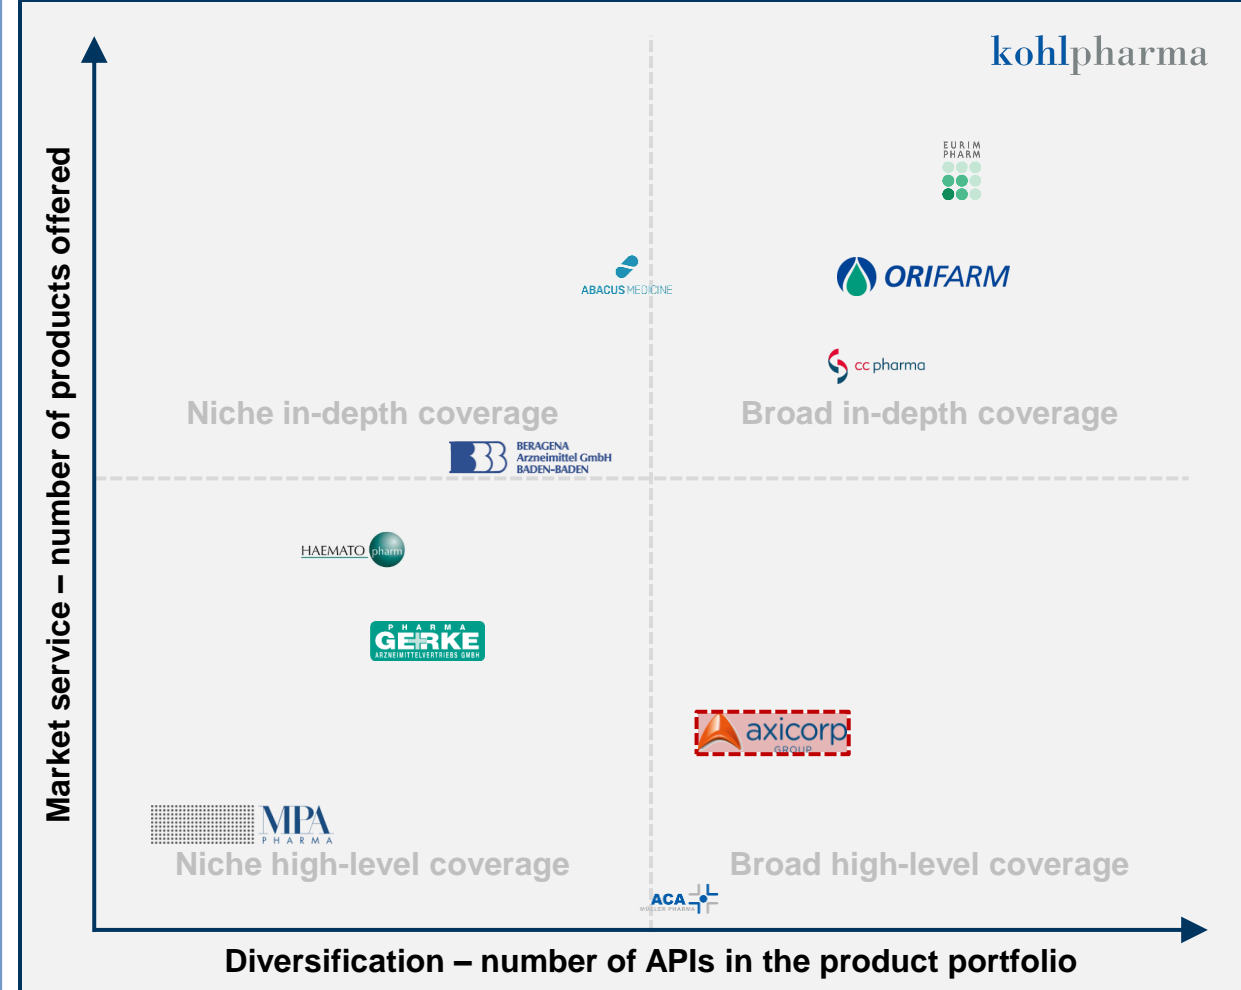 kohlpharma
EURIM
PHARM
ORIFARM
ABACUS MEDICINE
cc pharma
Niche in-depth coverage
Broad in-depth coverage
BERAGENA
Arzneimittel GmbH
BADEN-BADEN
HAEMATO pharm
PHARMA
GERKE
ARZNEIMITTELVERTRIEBS GMBH
axicorp
GROUP
MPA
PHARMA
Niche high-level coverage
Broad high-level coverage
ACA
MÜLLER PHARMA
Market service – number of products offered
Diversification – number of APIs in the product portfolio